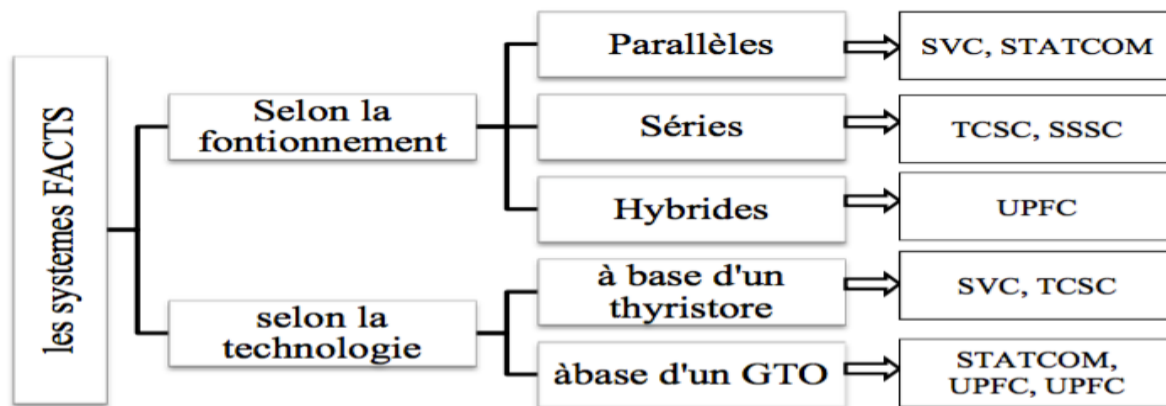 les systemes FACTS
Selon la
fontionnement
Parallèles
SVC, STATCOM
Séries
TCSC, SSSC
Hybrides
UPFC
selon la
technologie
à base d'un
thyristore
SVC, TCSC
àbase d'un GTO
STATCOM,
UPFC, UPFC